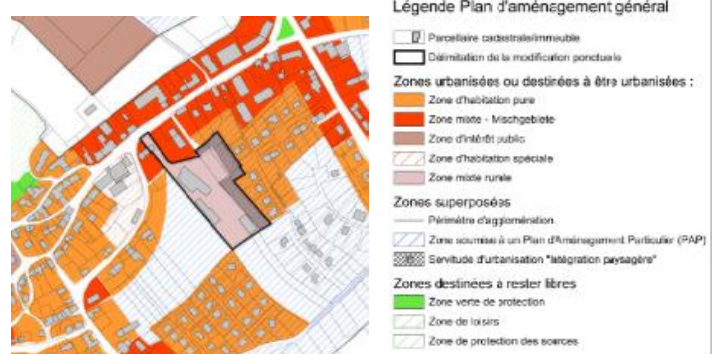 Légende Plan d'aménagement général
Parcellaire cadastrale/immeuble
Délimitation de la modification ponctuelle
Zones urbanisées ou destinées à être urbanisées :
Zone d'habitation pure
Zone mixte - Mischgebiete
Zone d'intérêt public
Zone d'habitation spéciale
Zone mixte rurale
Zones superposées
Périmètre d'agglomération
Zone soumise à un Plan d'Aménagement Particulier (PAP)
Servitude d'urbanisation "Intégration paysagère"
Zones destinées à rester libres
Zone verte de protection
Zone de loisirs
Zone de protection des sources